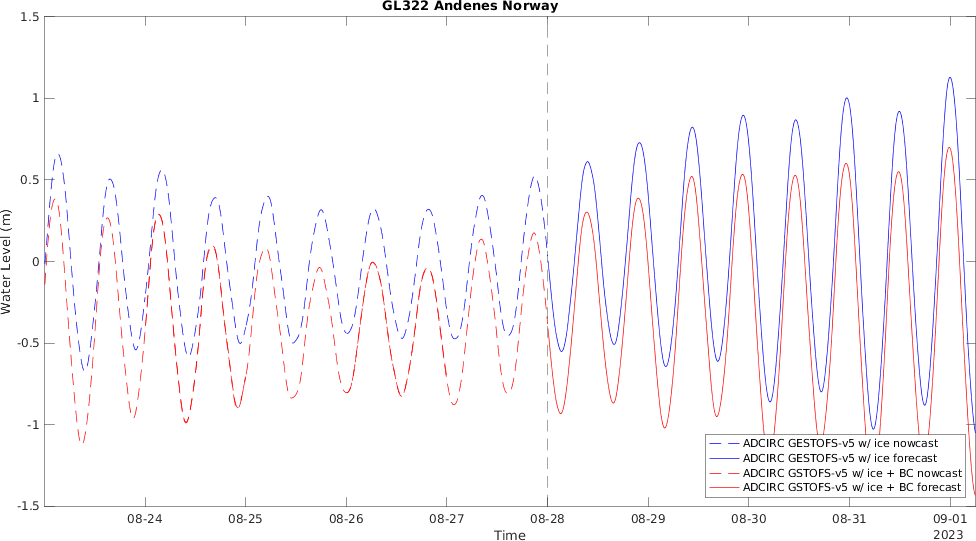 GL322 Andenes Norway
1.5
1
0.5
0
-0.5
-1
-1.5
Water Level (m)
ADCIRC GESTOFS-v5 w/ ice nowcast
ADCIRC GESTOFS-v5 w/ ice forecast
ADCIRC GSTOFS-v5 w/ ice + BC nowcast
ADCIRC GSTOFS-v5 w/ ice + BC forecast
08-24 08-25 08-26 08-27 08-28 08-29 08-30 08-31 09-01
Time 2023